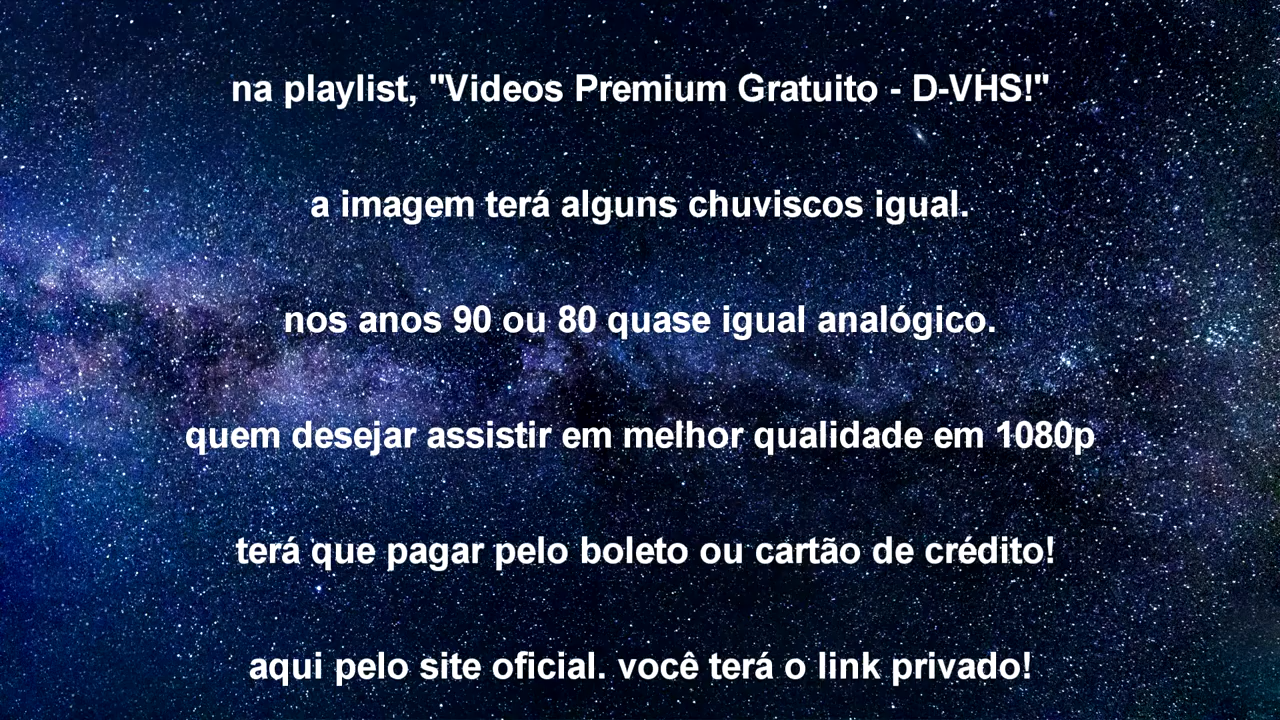 na playlist, "Videos Premium Gratuito - D-VHS!"
a imagem terá alguns chuviscos igual.
nos anos 90 ou 80 quase igual analógico.
quem desejar assistir em melhor qualidade em 1080p
terá que pagar pelo boleto ou cartão de crédito!
aqui pelo site oficial. você terá o link privado!